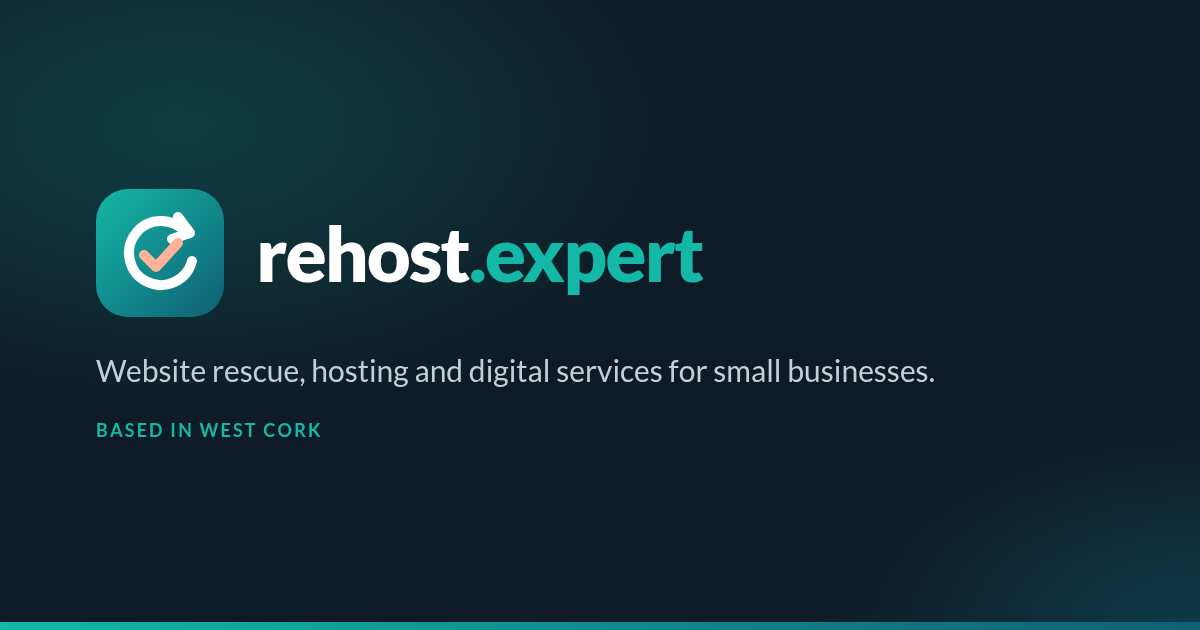 rehost.expert
Website rescue, hosting and digital services for small businesses.
BASED IN WEST CORK